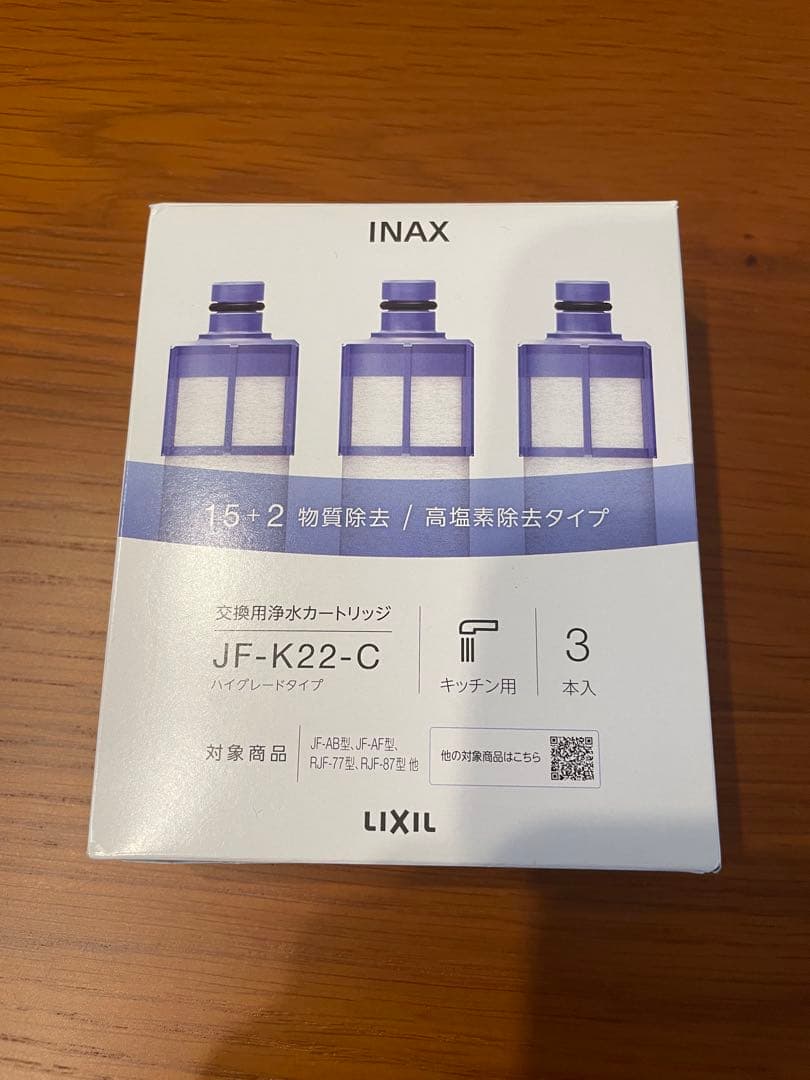 INAX
15+2 物質除去 / 高塩素除去タイプ
交換用浄水カートリッジ
JF-K22-C
ハイグレードタイプ
キッチン用
3
本入
対象商品
JF-AB型、JF-AF型、
RJF-77型、RJF-87型 他
他の対象商品はこちら
LIXIL